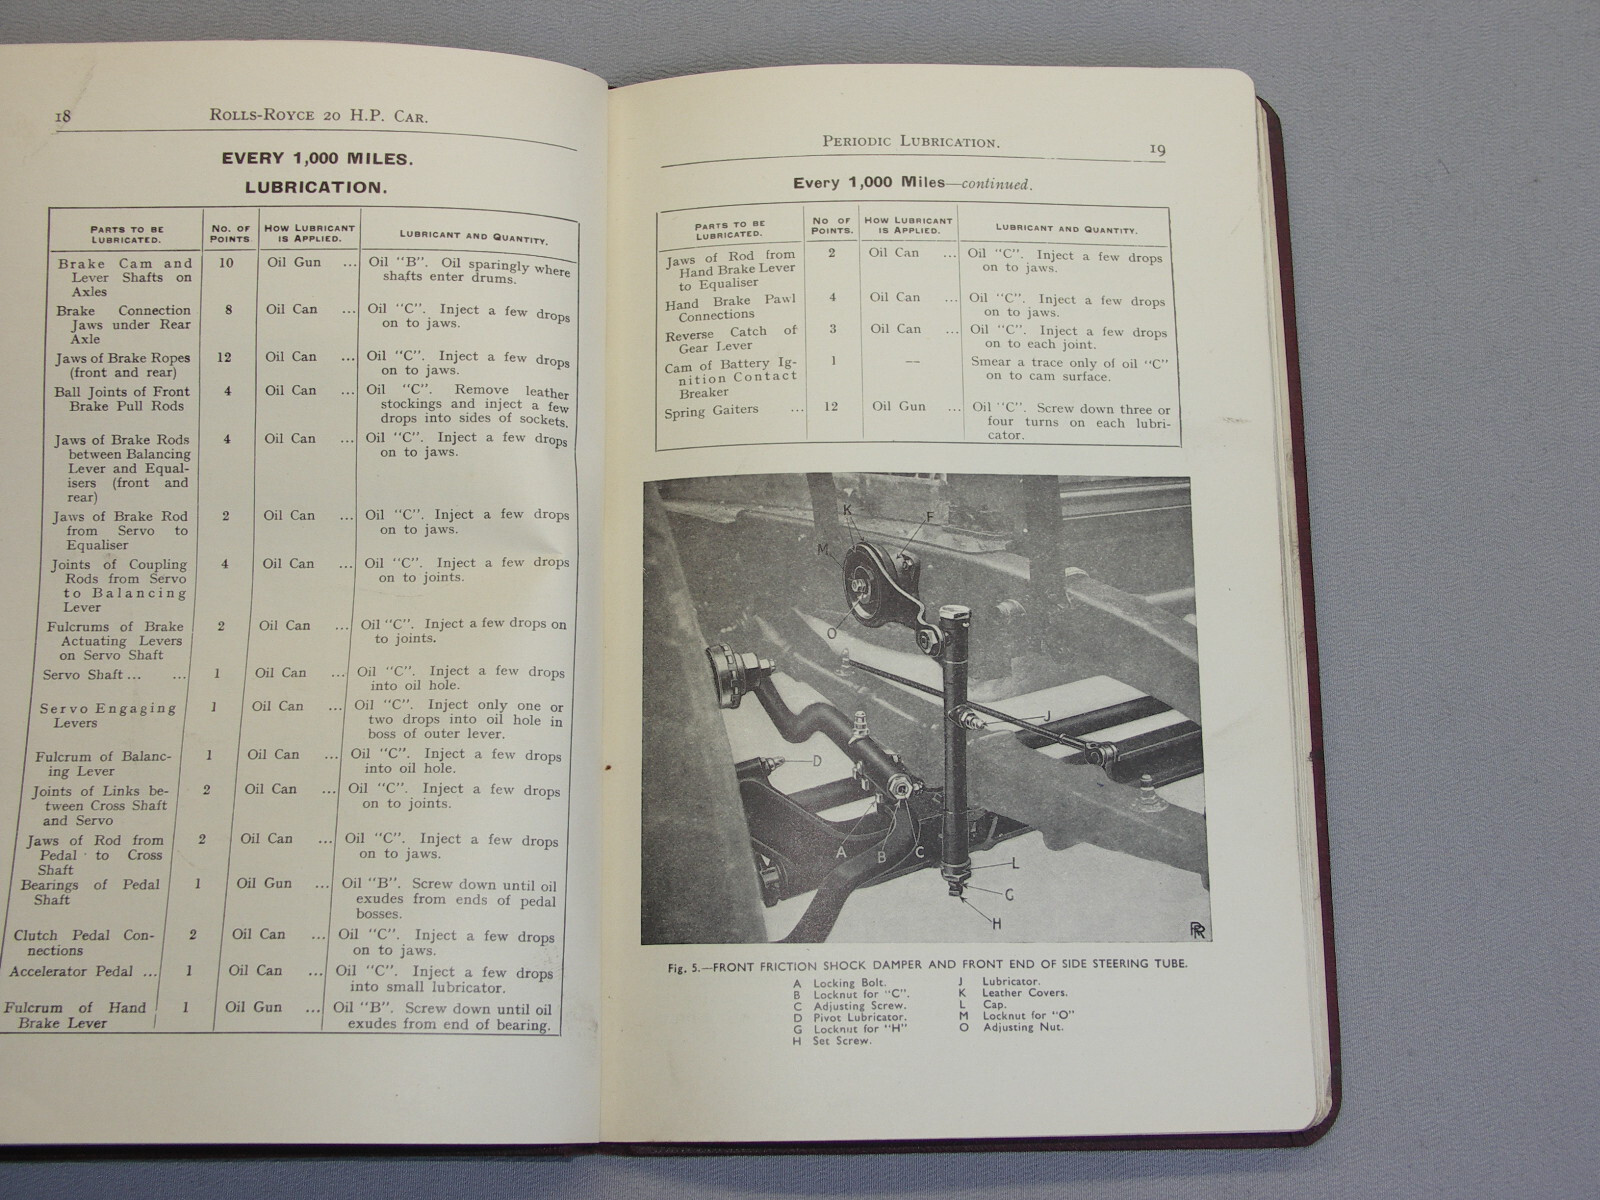 18
ROLLS-ROYCE 20 H.P. CAR.
EVERY 1,000 MILES.
LUBRICATION.
PARTS TO BE LUBRICATED. NO. OF POINTS HOW LUBRICANT IS APPLIED. LUBRICANT AND QUANTITY.
Brake Cam and 10 Oil Gun ... Oil "B". Oil sparingly where
Lever Shafts on shafts enter drums.
Axles
Brake Connection 8 Oil Can ... Oil "C". Inject a few drops
Jaws under Rear on to jaws.
Axle
Jaws of Brake Ropes 12 Oil Can ... Oil "C". Inject a few drops
(front and rear) on to jaws.
Ball Joints of Front 4 Oil Can ... Oil "C". Remove leather
Brake Pull Rods stockings and inject a few
drops into sides of sockets.
Jaws of Brake Rods 4 Oil Can ... Oil "C". Inject a few drops
between Balancing on to jaws.
Lever and Equal-
isers (front and
rear)
Jaws of Brake Rod 2 Oil Can ... Oil "C". Inject a few drops
from Servo to on to jaws.
Equaliser
Joints of Coupling 4 Oil Can ... Oil "C". Inject a few drops
Rods from Servo on to joints.
to Balancing
Lever
Fulcrums of Brake 2 Oil Can ... Oil "C". Inject a few drops on
Actuating Levers to joints.
on Servo Shaft
Servo Shaft ... ... 1 Oil Can ... Oil "C". Inject a few drops
into oil hole.
Servo Engaging 1 Oil Can ... Oil "C". Inject only one or
Levers two drops into oil hole in
boss of outer lever.
Fulcrum of Balanc- 1 Oil Can ... Oil "C". Inject a few drops
ing Lever into oil hole.
Joints of Links be- 2 Oil Can ... Oil "C". Inject a few drops
tween Cross Shaft on to joints.
and Servo
Jaws of Rod from 2 Oil Can ... Oil "C". Inject a few drops
Pedal to Cross on to jaws.
Shaft
Bearings of Pedal 1 Oil Gun ... Oil "B". Screw down until oil
Shaft exudes from ends of pedal
bosses.
Clutch Pedal Con- 2 Oil Can ... Oil "C". Inject a few drops
nections on to jaws.
Accelerator Pedal ... 1 Oil Can ... Oil "C". Inject a few drops
into small lubricator.
Fulcrum of Hand 1 Oil Gun ... Oil "B". Screw down until oil
Brake Lever exudes from end of bearing.
PERIODIC LUBRICATION.
19
Every 1,000 Miles—continued.
PARTS TO BE LUBRICATED. NO OF POINTS. HOW LUBRICANT IS APPLIED. LUBRICANT AND QUANTITY.
Jaws of Rod from 2 Oil Can ... Oil "C". Inject a few drops
Hand Brake Lever on to jaws.
to Equaliser
Hand Brake Pawl 4 Oil Can ... Oil "C". Inject a few drops
Connections on to jaws.
Reverse Catch of 3 Oil Can ... Oil "C". Inject a few drops
Gear Lever on to each joint.
Cam of Battery Ig- 1 — Smear a trace only of oil "C"
nition Contact on to cam surface.
Breaker
Spring Gaiters ... 12 Oil Gun ... Oil "C". Screw down three or
four turns on each lubri-
cator.
K
F
M
O
J
D
A
B
C
L
G
H
RR
Fig. 5.—FRONT FRICTION SHOCK DAMPER AND FRONT END OF SIDE STEERING TUBE.
A Locking Bolt.
B Locknut for "C".
C Adjusting Screw.
D Pivot Lubricator.
G Locknut for "H"
H Set Screw.
J Lubricator.
K Leather Covers.
L Cap.
M Locknut for "O"
O Adjusting Nut.